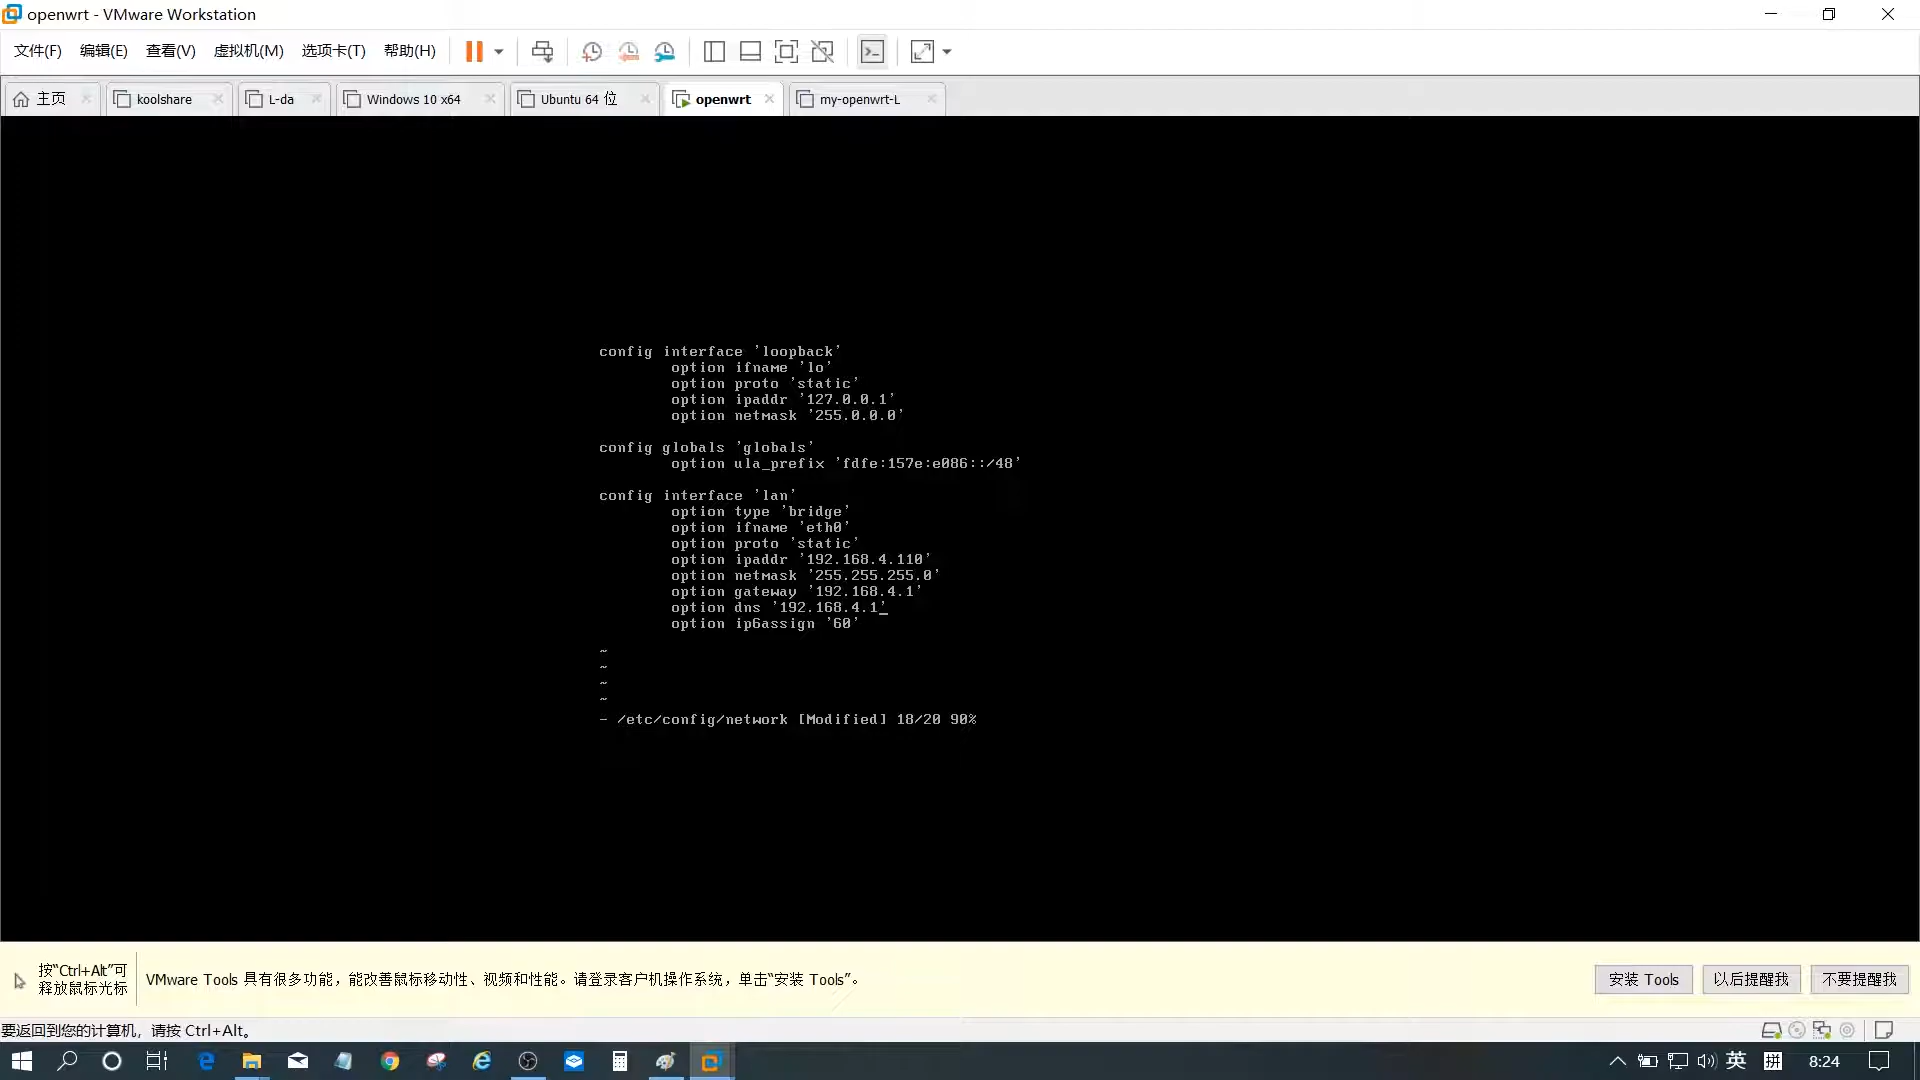 openwrt - VMware Workstation
文件(F) 编辑(E) 查看(V) 虚拟机(M) 选项卡(T) 帮助(H)
主页 koolshare L-da Windows 10 x64 Ubuntu 64 位 openwrt my-openwrt-L
config interface 'loopback'
option ifname 'lo'
option proto 'static'
option ipaddr '127.0.0.1'
option netmask '255.0.0.0'
config globals 'globals'
option ula_prefix 'fdfe:157e:e086::/48'
config interface 'lan'
option type 'bridge'
option ifname 'eth0'
option proto 'static'
option ipaddr '192.168.4.110'
option netmask '255.255.255.0'
option gateway '192.168.4.1'
option dns '192.168.4.1'
option ip6assign '60'
~
~
~
~
- /etc/config/network [Modified] 18/20 90%
按“Ctrl+Alt”可
释放鼠标光标
VMware Tools 具有很多功能，能改善鼠标移动性、视频和性能。请登录客户机操作系统，单击“安装 Tools”。
安装 Tools 以后提醒我 不要提醒我
要返回到您的计算机，请按 Ctrl+Alt。
英 拼 8:24